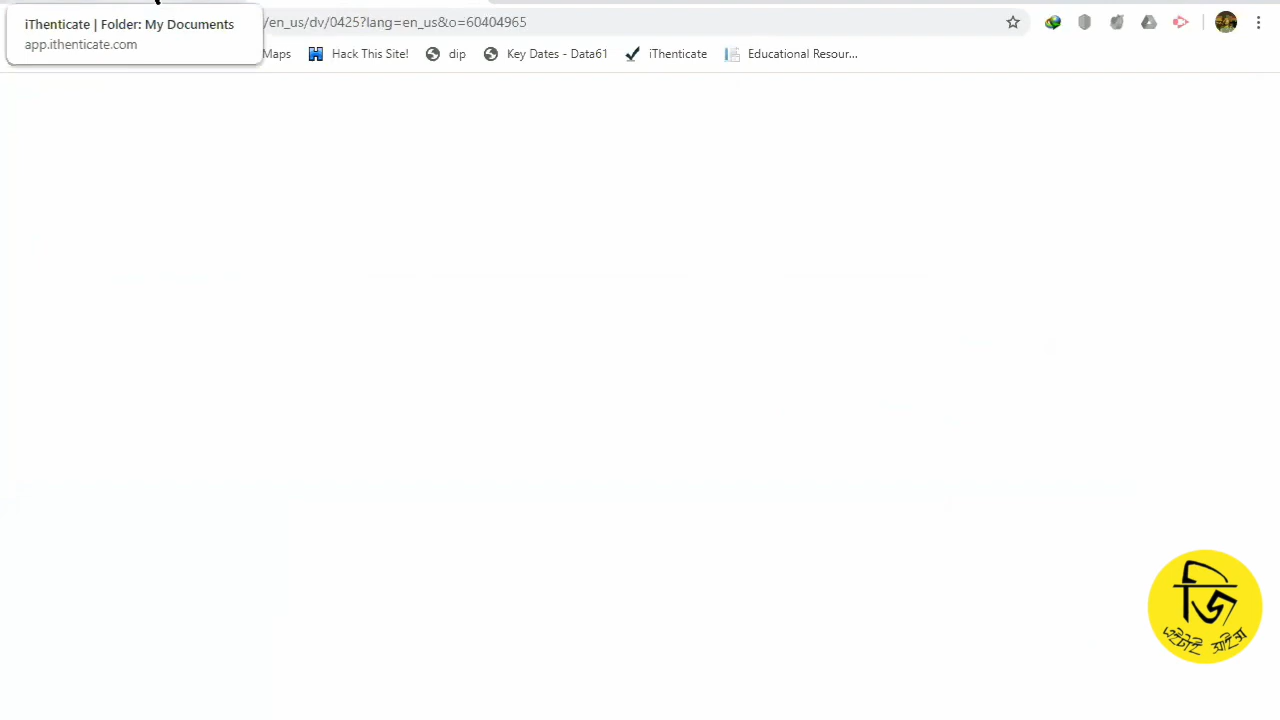 iThenticate | Folder: My Documents
app.ithenticate.com
/en_us/dv/0425?lang=en_us&o=60404965
Maps
Hack This Site!
dip
Key Dates - Data61
iThenticate
Educational Resour...